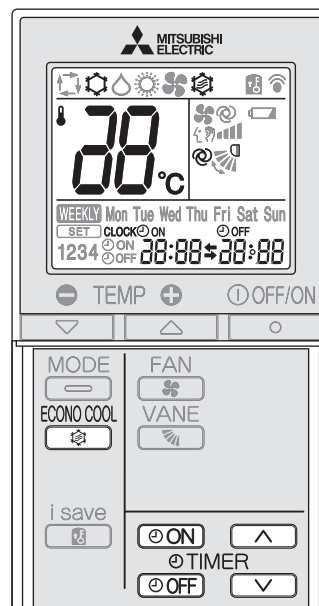 MITSUBISHI
ELECTRIC
88°C
WEEKLY Mon Tue Wed Thu Fri Sat Sun
SET CLOCK ON OFF
1234 ON OFF 88:88 88:88
TEMP OFF/ON
MODE FAN
ECONO COOL VANE
i save
ON
TIMER
OFF